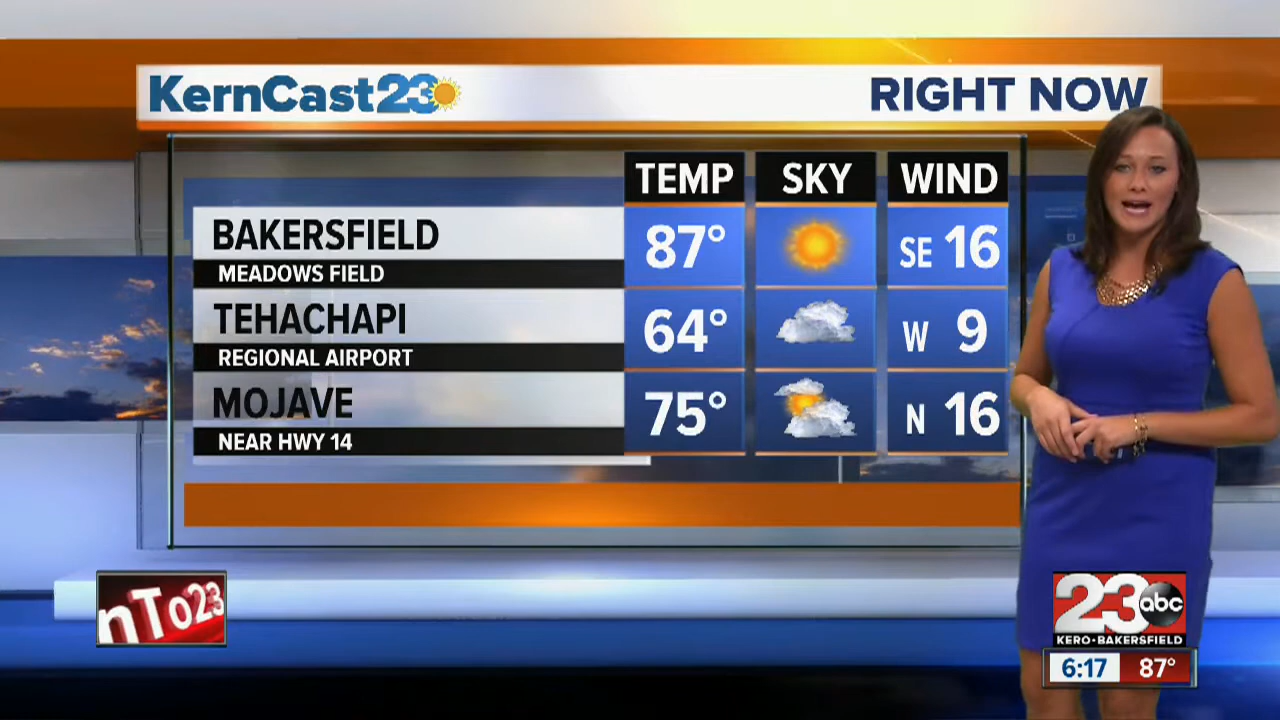 KernCast23
RIGHT NOW
TEMP SKY WIND
BAKERSFIELD 87° SE 16
MEADOWS FIELD
TEHACHAPI 64° W 9
REGIONAL AIRPORT
MOJAVE 75° N 16
NEAR HWY 14
nTo23
23 abc
KERO•BAKERSFIELD
6:17 87°